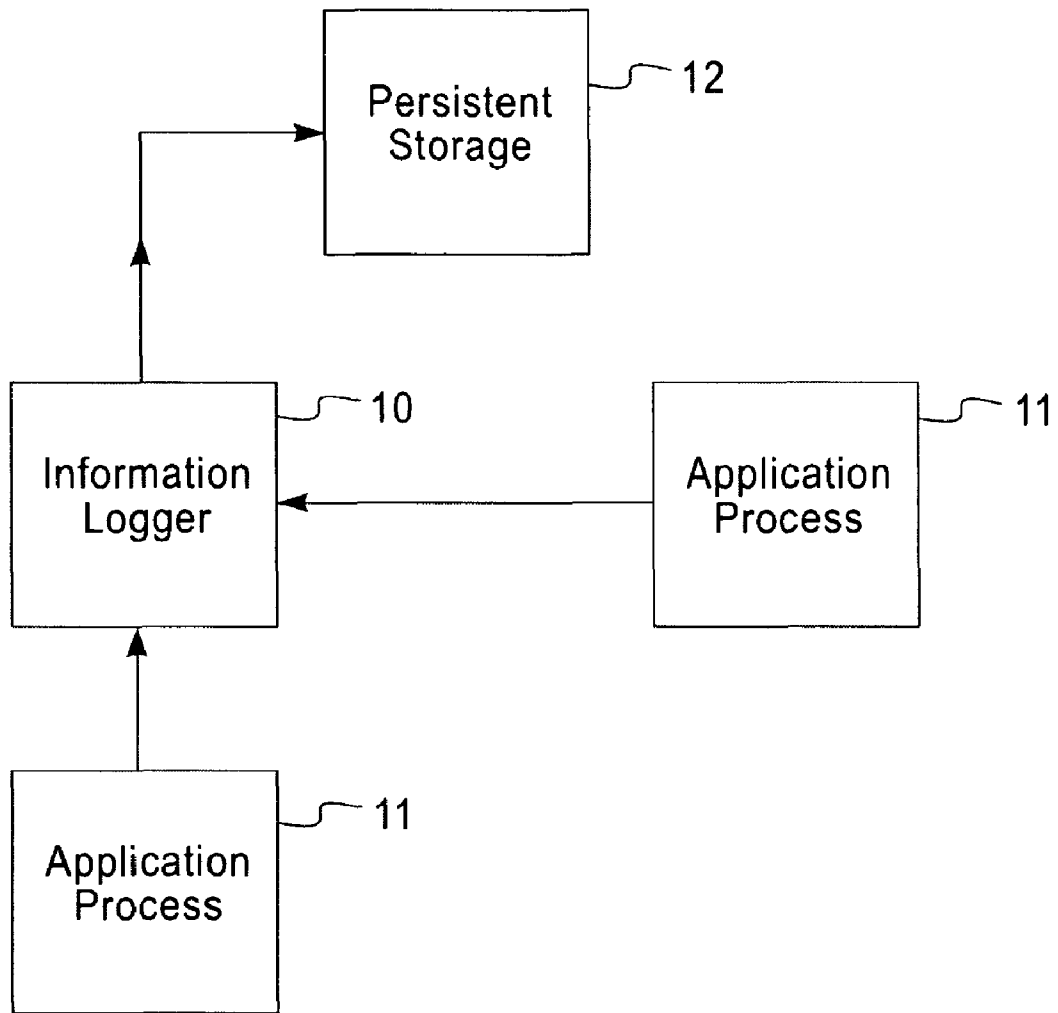 Persistent
Storage
12
Information
Logger
10
Application
Process
11
Application
Process
11